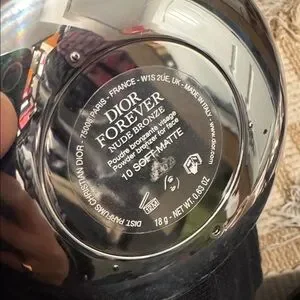 DIST. PARFUMS CHRISTIAN DIOR - 75008 PARIS - FRANCE - W1S 2UE, UK - MADE IN ITALY - www.dior.com
DIOR
FOREVER
NUDE BRONZE
Poudre bronzante visage
Powder bronzer for face
10 SOFT-MATTE
18 g - NET WT. 0.63 OZ.